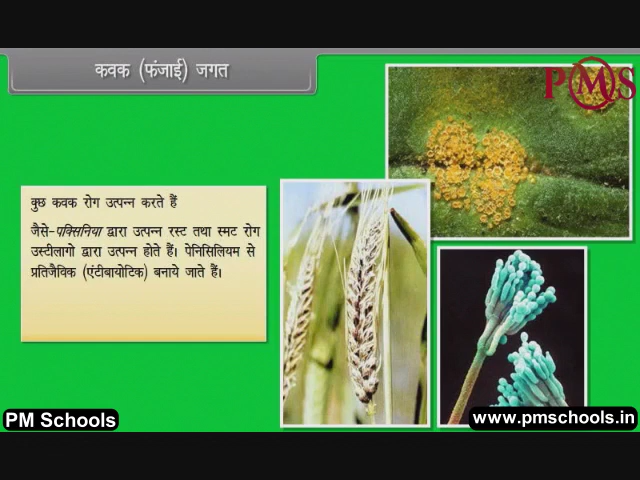 कवक (फंजाई) जगत
PMS
कुछ कवक रोग उत्पन्न करते हैं
जैसे-पक्सिनिया द्वारा उत्पन्न रस्ट तथा स्मट रोग
उस्टीलागो द्वारा उत्पन्न होते हैं। पेनिसिलियम से
प्रतिजैविक (एंटीबायोटिक) बनाये जाते हैं।
PM Schools
www.pmschools.in